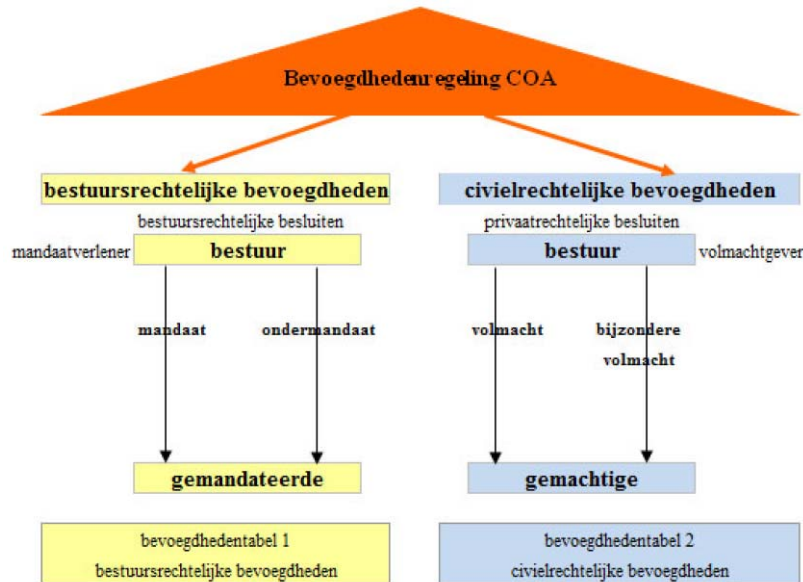 Bevoegdhedenregeling COA
bestuursrechtelijke bevoegdheden
bestuursrechtelijke besluiten
mandaatverlener
bestuur
mandaat
ondermandaat
gemandateerde
bevoegdhedentabel 1
bestuursrechtelijke bevoegdheden
civielrechtelijke bevoegdheden
privaatrechtelijke besluiten
bestuur
volmachtgever
volmacht
bijzondere
volmacht
gemachtige
bevoegdhedentabel 2
civielrechtelijke bevoegdheden